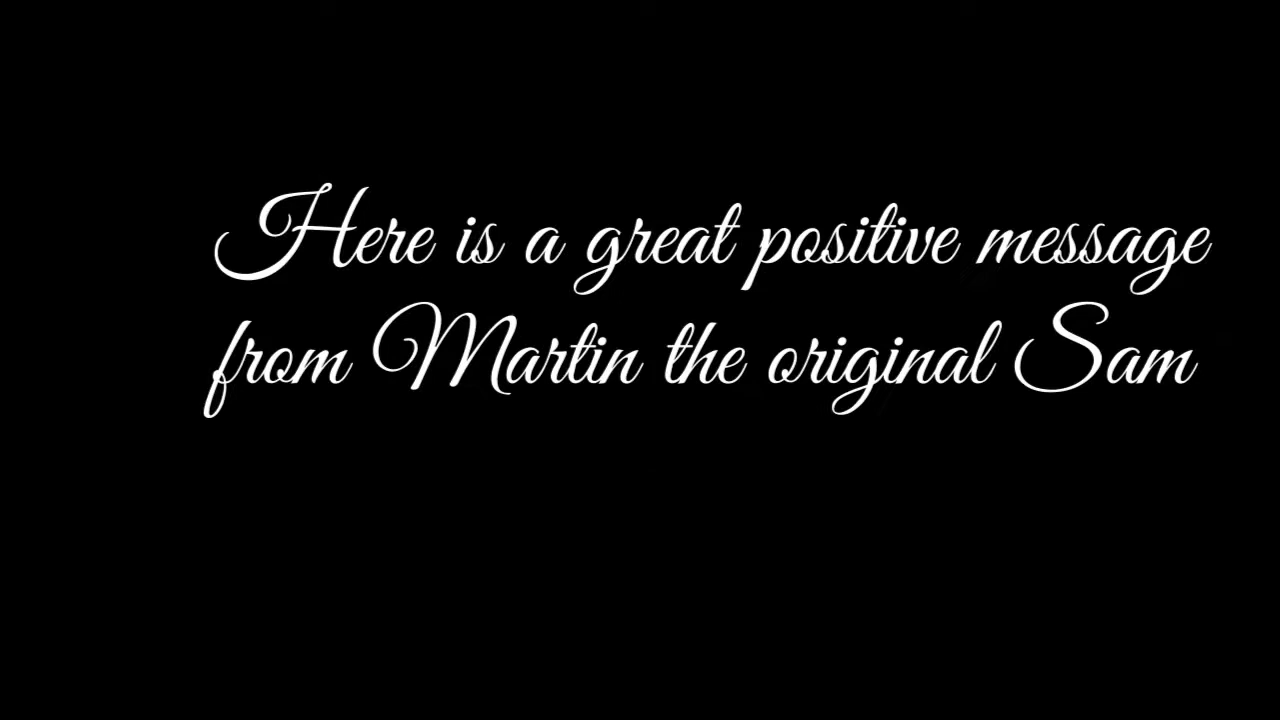 Here is a great positive message
from Martin the original Sam